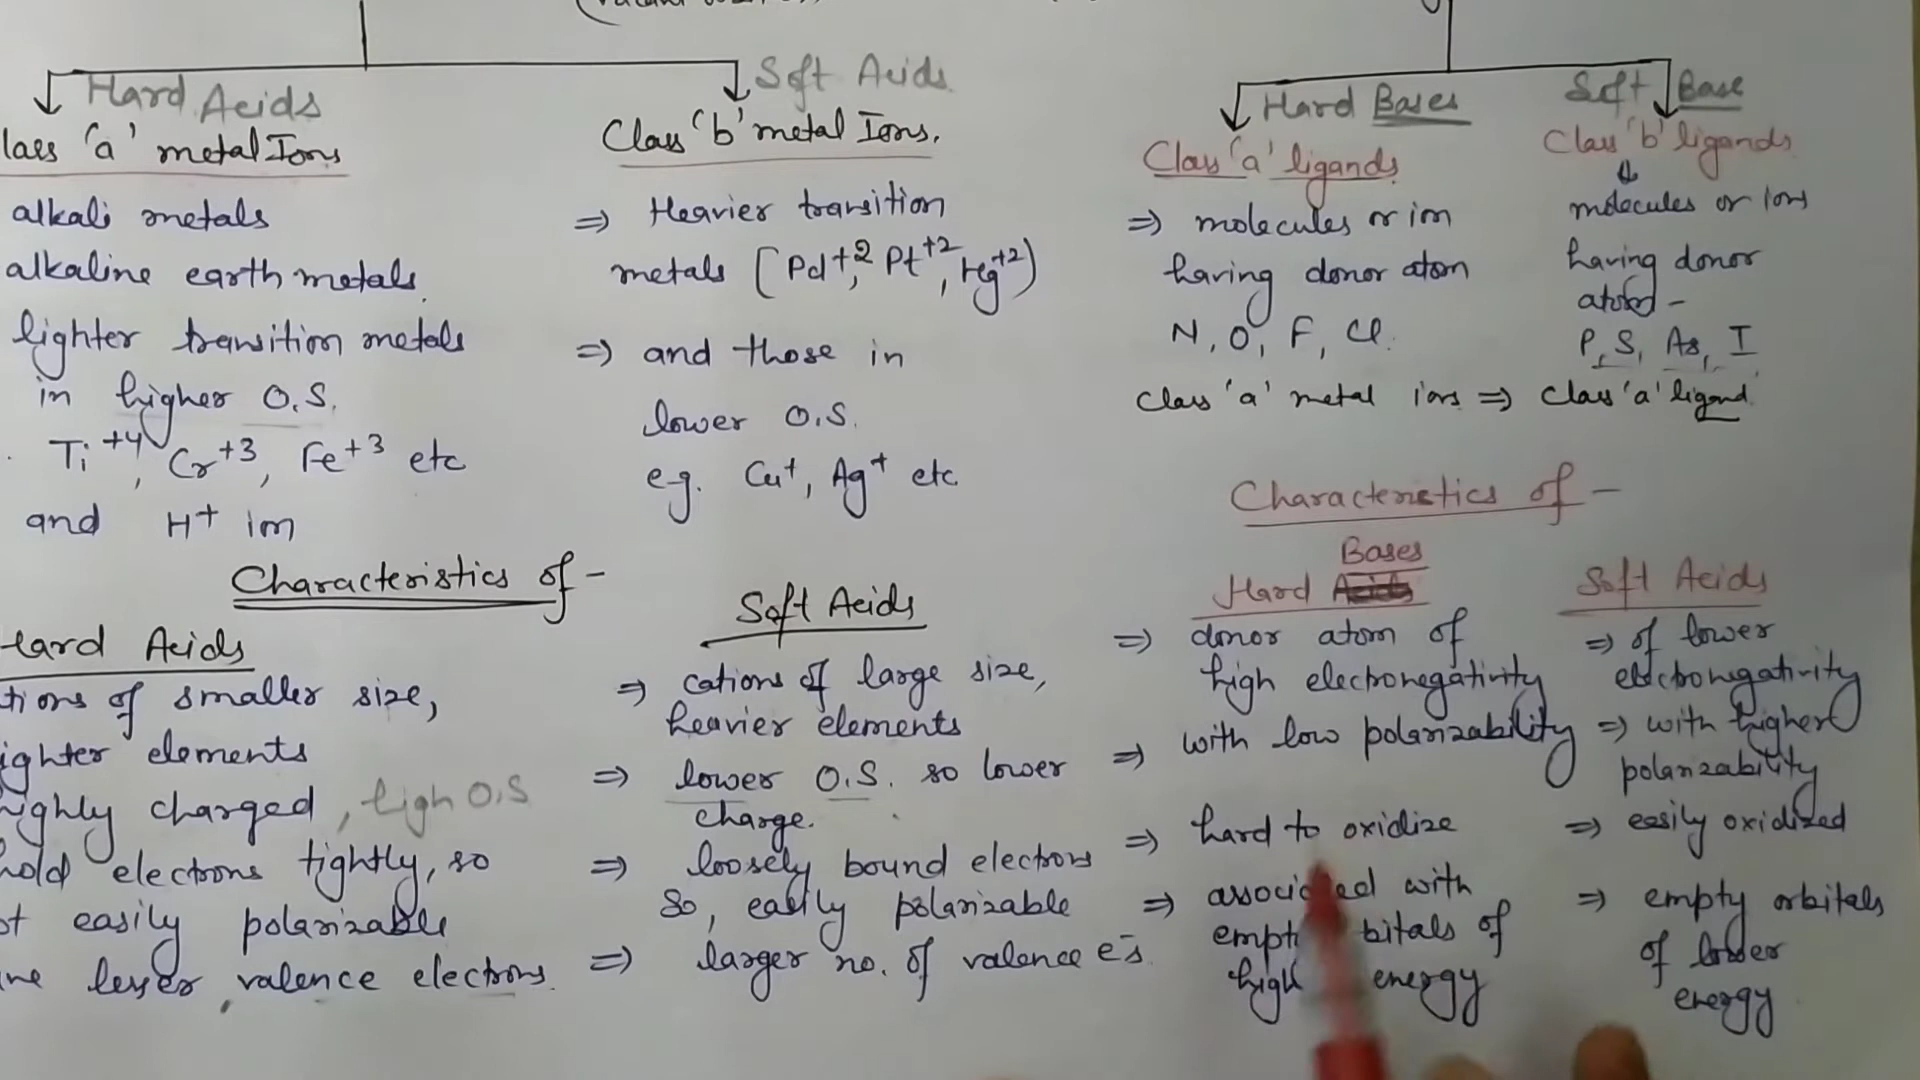 Hard Acids
lass 'a' metal Ions
alkali metals
alkaline earth metals
lighter transition metals
in higher O.S.
Ti+4, Cr+3, Fe+3 etc
and H+ ion
Soft Acids
Class 'b' metal Ions.
⇒ Heavier transition
metals [Pd+2, Pt+2, Hg+2)
⇒ and those in
lower O.S.
e.g. Cu+, Ag+ etc
Characteristics of -
Hard Acids
tions of smaller size,
ighter elements
highly charged, high O.S
hold electrons tightly, so
ot easily polarizable
lesser valence electrons.
Soft Acids
⇒ cations of large size,
heavier elements
⇒ lower O.S. so lower
charge.
⇒ loosely bound electrons
so, easily polarizable
⇒ larger no. of valence e-s.
Hard Bases
Class 'a' ligands
⇒ molecules or ion
having donor atom
N, O, F, Cl.
Soft Base
Class 'b' ligands
molecules or ions
having donor
P, S, As, I
Class 'a' metal ions ⇒ Class 'a' ligand
Characteristics of -
Bases
Hard
⇒ donor atom of
high electronegativity
⇒ with low polarizability
⇒ hard to oxidize
⇒ with
of
high energy
Soft Acids
⇒ of lower
electronegativity
⇒ with higher
polarizability
⇒ easily oxidized
⇒ empty orbitals
of lower
energy